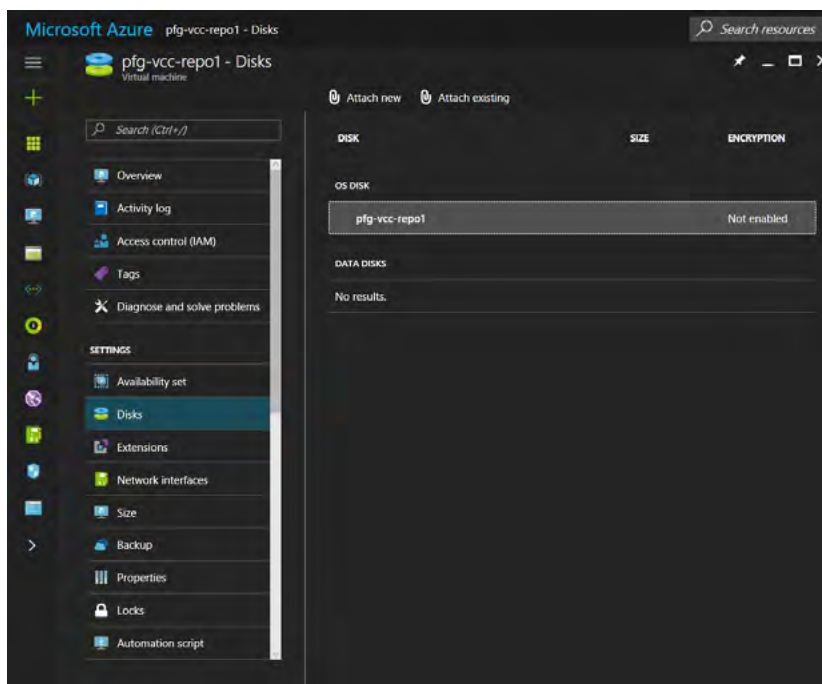 Microsoft Azure pfg-vcc-repo1 - Disks
Search resources
pfg-vcc-repo1 - Disks
Virtual machine
Attach new Attach existing
Search (Ctrl+/)
DISK SIZE ENCRYPTION
Overview
OS DISK
Activity log
pfg-vcc-repo1 Not enabled
Access control (IAM)
DATA DISKS
Tags
No results.
Diagnose and solve problems
SETTINGS
Availability set
Disks
Extensions
Network interfaces
Size
Backup
Properties
Locks
Automation script